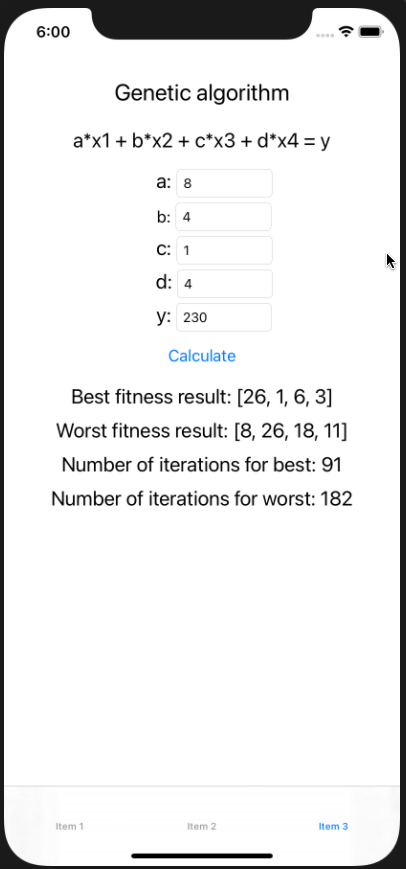 6:00
Genetic algorithm
a*x1 + b*x2 + c*x3 + d*x4 = y
a: 8
b: 4
c: 1
d: 4
y: 230
Calculate
Best fitness result: [26, 1, 6, 3]
Worst fitness result: [8, 26, 18, 11]
Number of iterations for best: 91
Number of iterations for worst: 182
Item 1 Item 2 Item 3